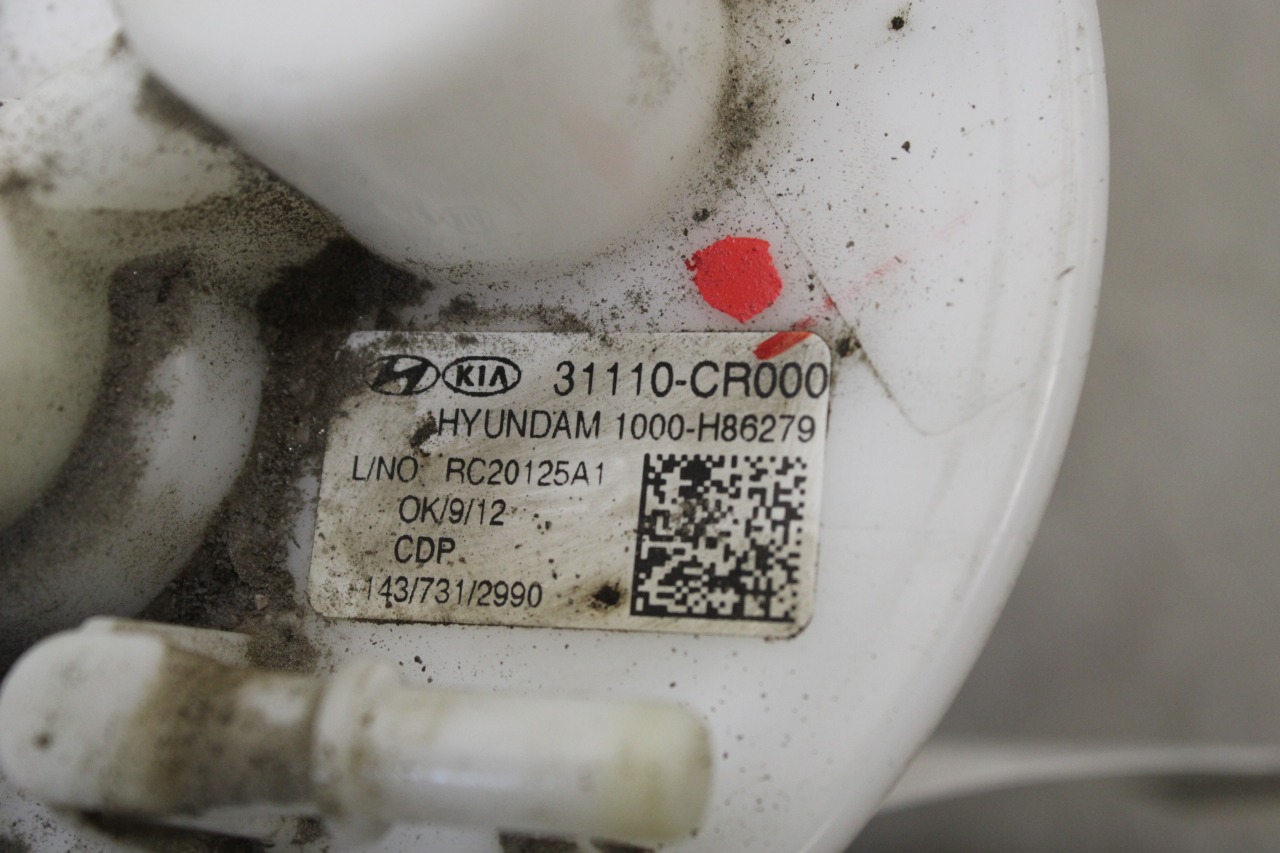 KIA 31110-CR000
HYUNDAM 1000-H86279
L/NO RC20125A1
OK/9/12
CDP
143/731/2990